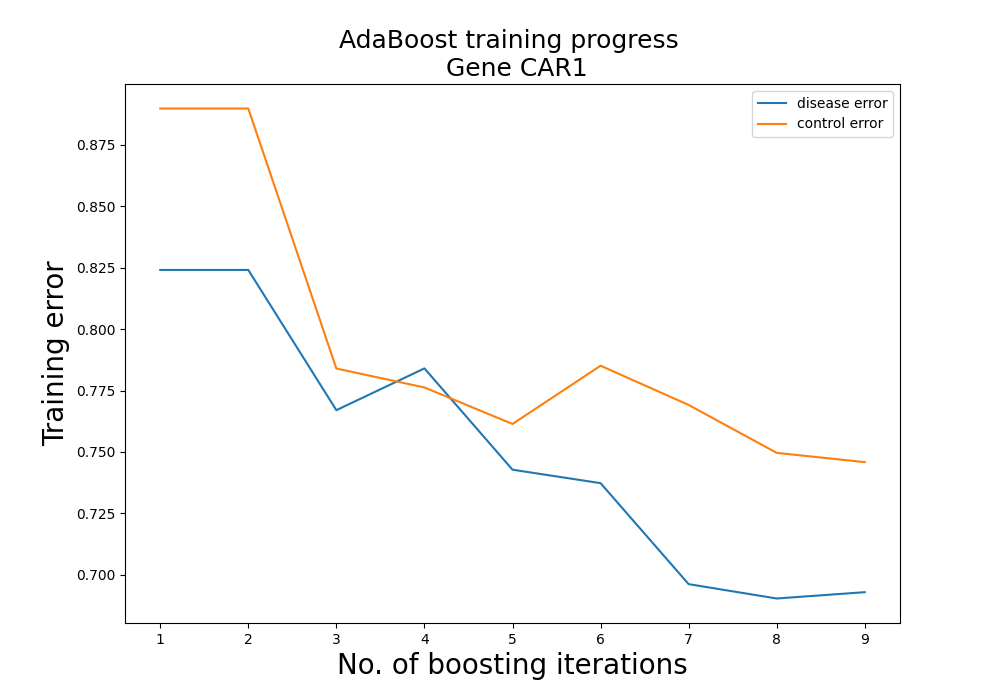 AdaBoost training progress
Gene CAR1
disease error
control error
0.875
0.850
0.825
0.800
0.775
0.750
0.725
0.700
Training error
1 2 3 4 5 6 7 8 9
No. of boosting iterations